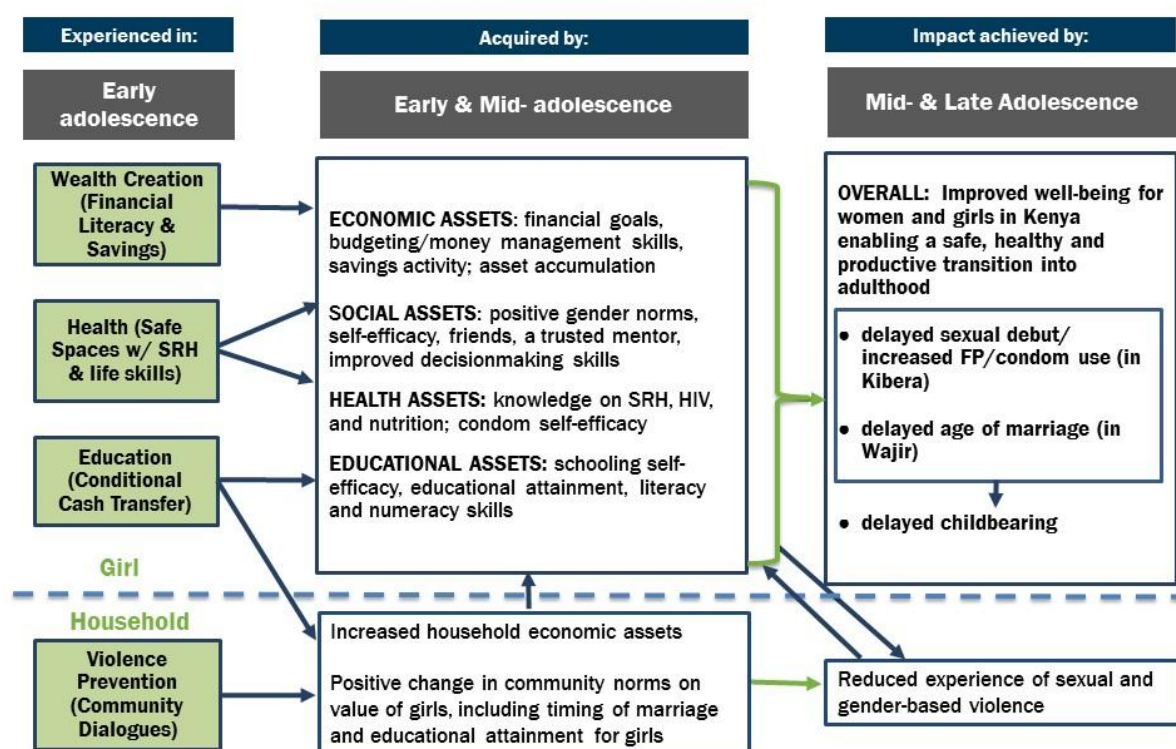 Experienced in:
Acquired by:
Impact achieved by:
Early
adolescence
Early & Mid- adolescence
Mid- & Late Adolescence
Wealth Creation
(Financial
Literacy &
Savings)
Health (Safe
Spaces w/ SRH
& life skills)
Education
(Conditional
Cash Transfer)
Girl
ECONOMIC ASSETS: financial goals,
budgeting/money management skills,
savings activity; asset accumulation
SOCIAL ASSETS: positive gender norms,
self-efficacy, friends, a trusted mentor,
improved decisionmaking skills
HEALTH ASSETS: knowledge on SRH, HIV,
and nutrition; condom self-efficacy
EDUCATIONAL ASSETS: schooling self-
efficacy, educational attainment, literacy
and numeracy skills
OVERALL: Improved well-being for
women and girls in Kenya
enabling a safe, healthy and
productive transition into
adulthood
• delayed sexual debut/
increased FP/condom use (in
Kibera)
• delayed age of marriage (in
Wajir)
• delayed childbearing
Household
Violence
Prevention
(Community
Dialogues)
Increased household economic assets
Positive change in community norms on
value of girls, including timing of marriage
and educational attainment for girls
Reduced experience of sexual and
gender-based violence